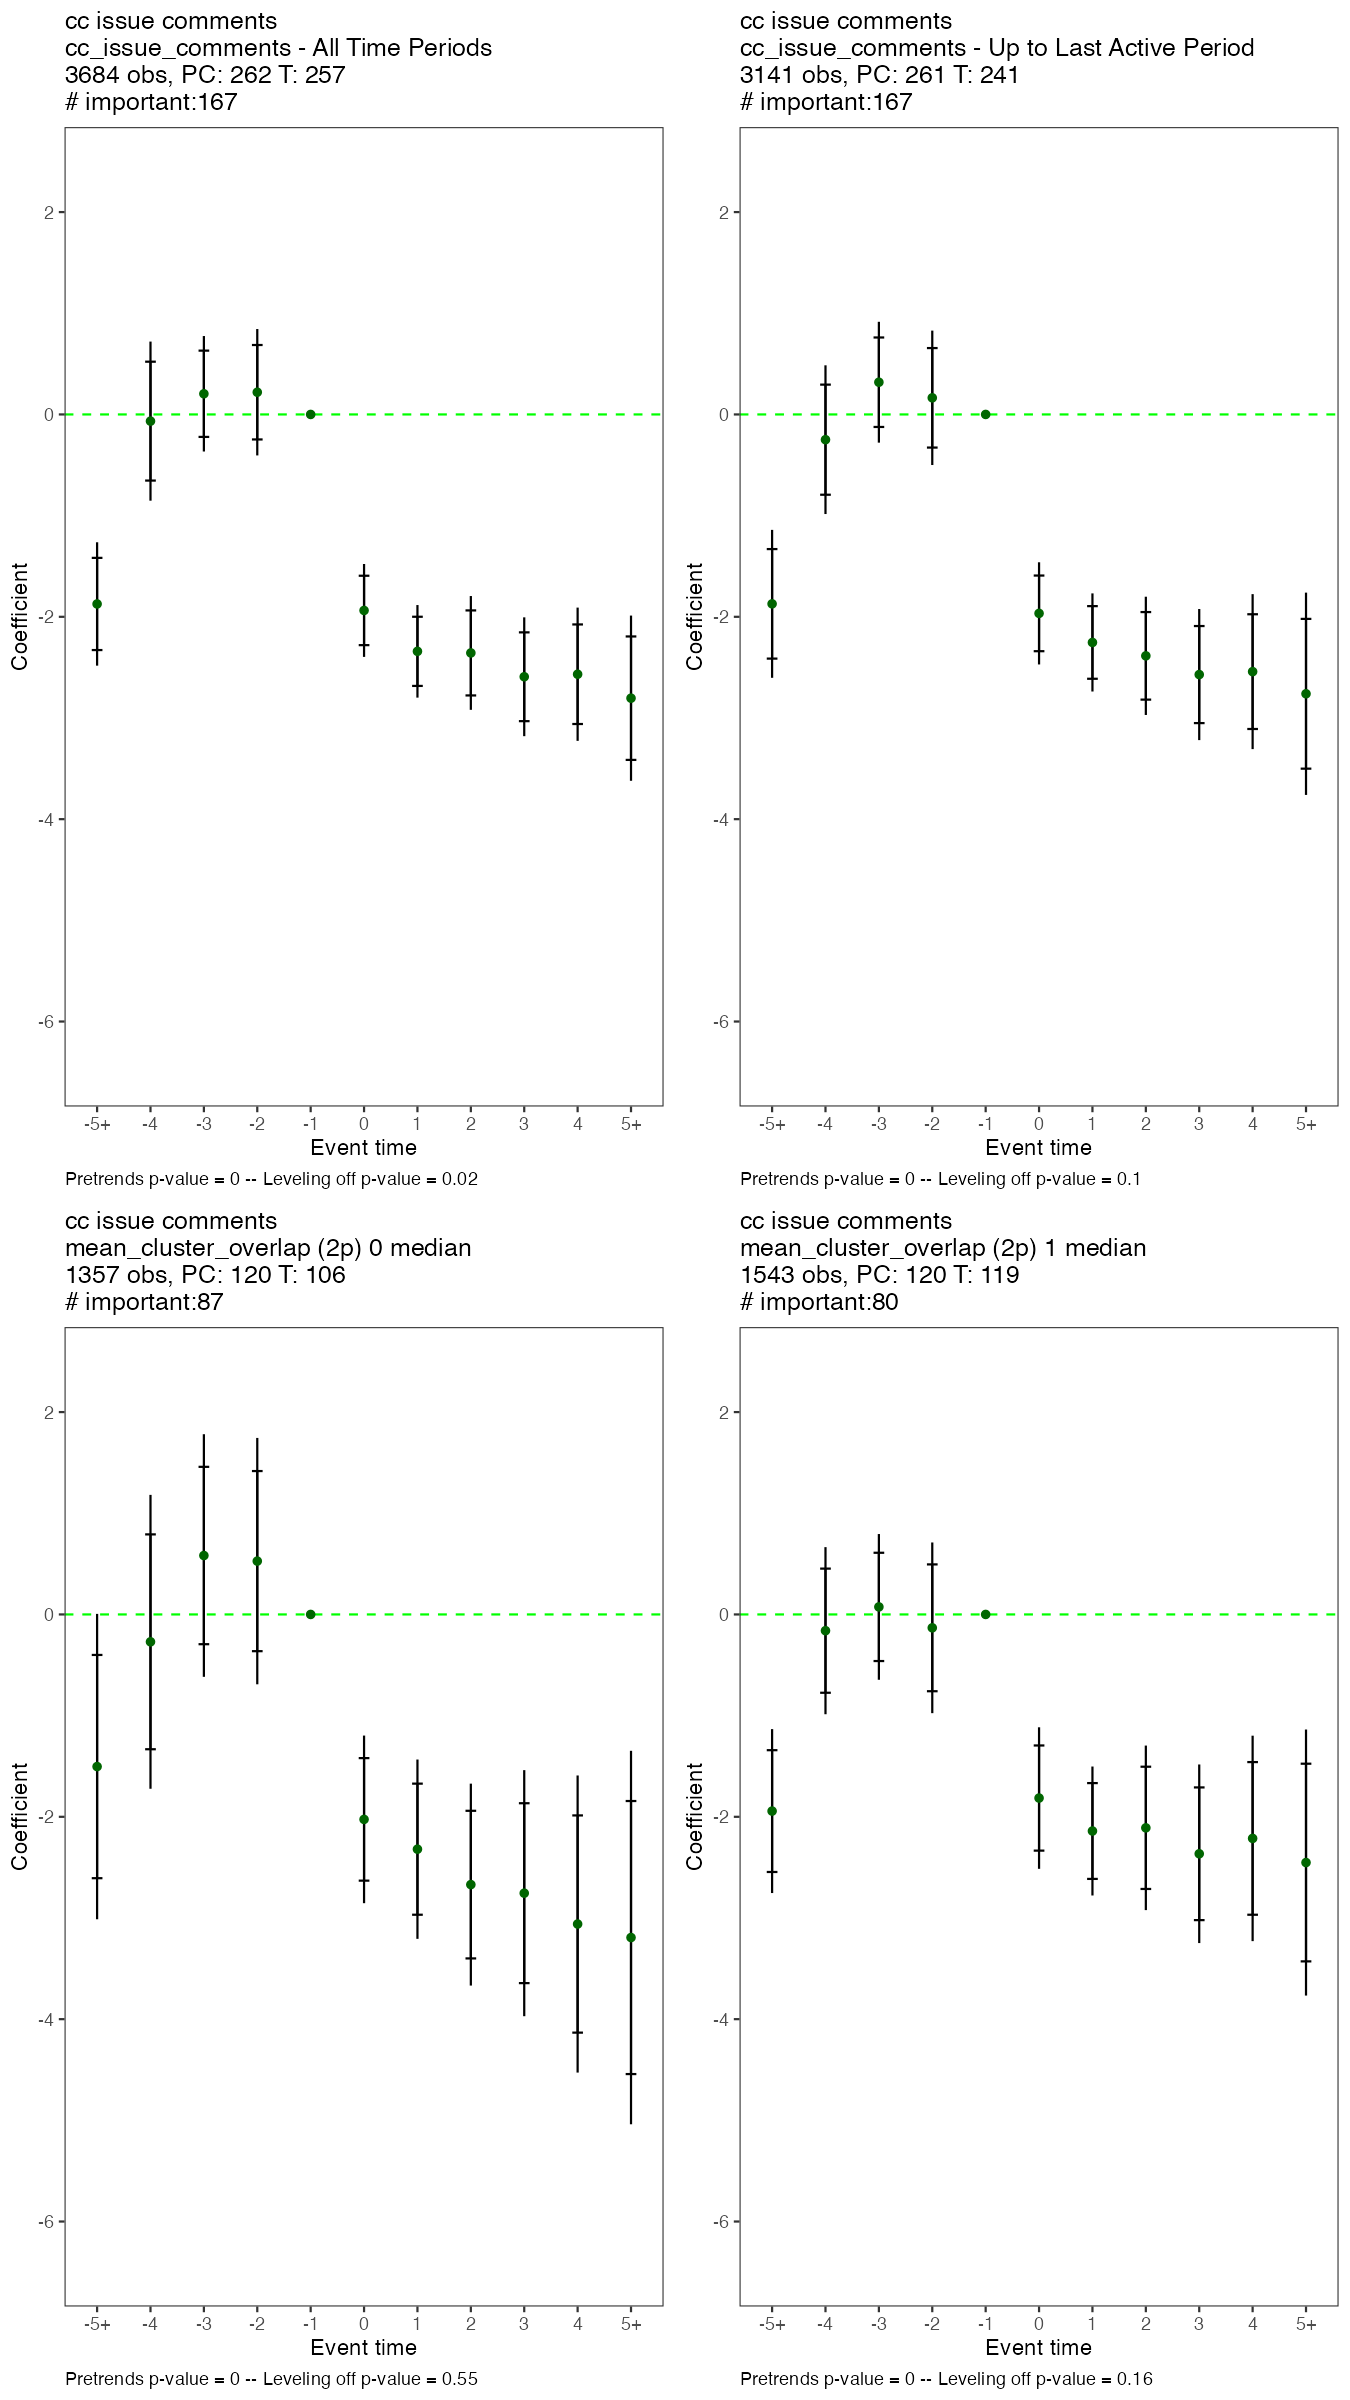 cc issue comments
cc_issue_comments - All Time Periods
3684 obs, PC: 262 T: 257
# important:167
2
0
-2
-4
-6
Coefficient
-5+ -4 -3 -2 -1 0 1 2 3 4 5+
Event time
Pretrends p-value = 0 -- Leveling off p-value = 0.02
cc issue comments
cc_issue_comments - Up to Last Active Period
3141 obs, PC: 261 T: 241
# important:167
2
0
-2
-4
-6
Coefficient
-5+ -4 -3 -2 -1 0 1 2 3 4 5+
Event time
Pretrends p-value = 0 -- Leveling off p-value = 0.1
cc issue comments
mean_cluster_overlap (2p) 0 median
1357 obs, PC: 120 T: 106
# important:87
2
0
-2
-4
-6
Coefficient
-5+ -4 -3 -2 -1 0 1 2 3 4 5+
Event time
Pretrends p-value = 0 -- Leveling off p-value = 0.55
cc issue comments
mean_cluster_overlap (2p) 1 median
1543 obs, PC: 120 T: 119
# important:80
2
0
-2
-4
-6
Coefficient
-5+ -4 -3 -2 -1 0 1 2 3 4 5+
Event time
Pretrends p-value = 0 -- Leveling off p-value = 0.16